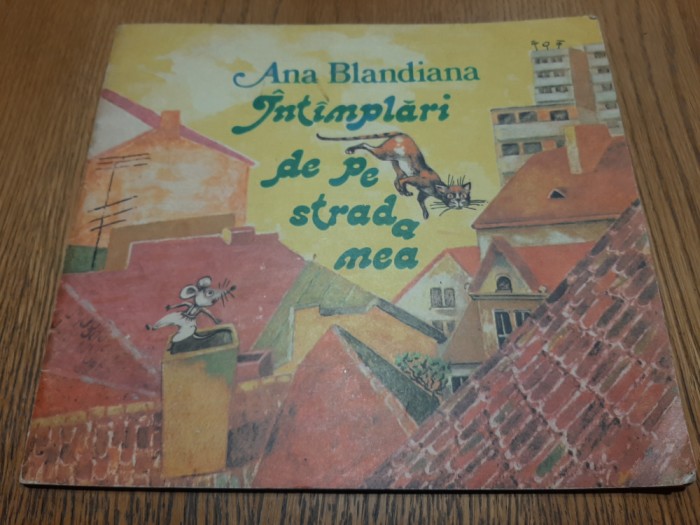 Ana Blandiana
Întîmplări
de pe
strada
mea